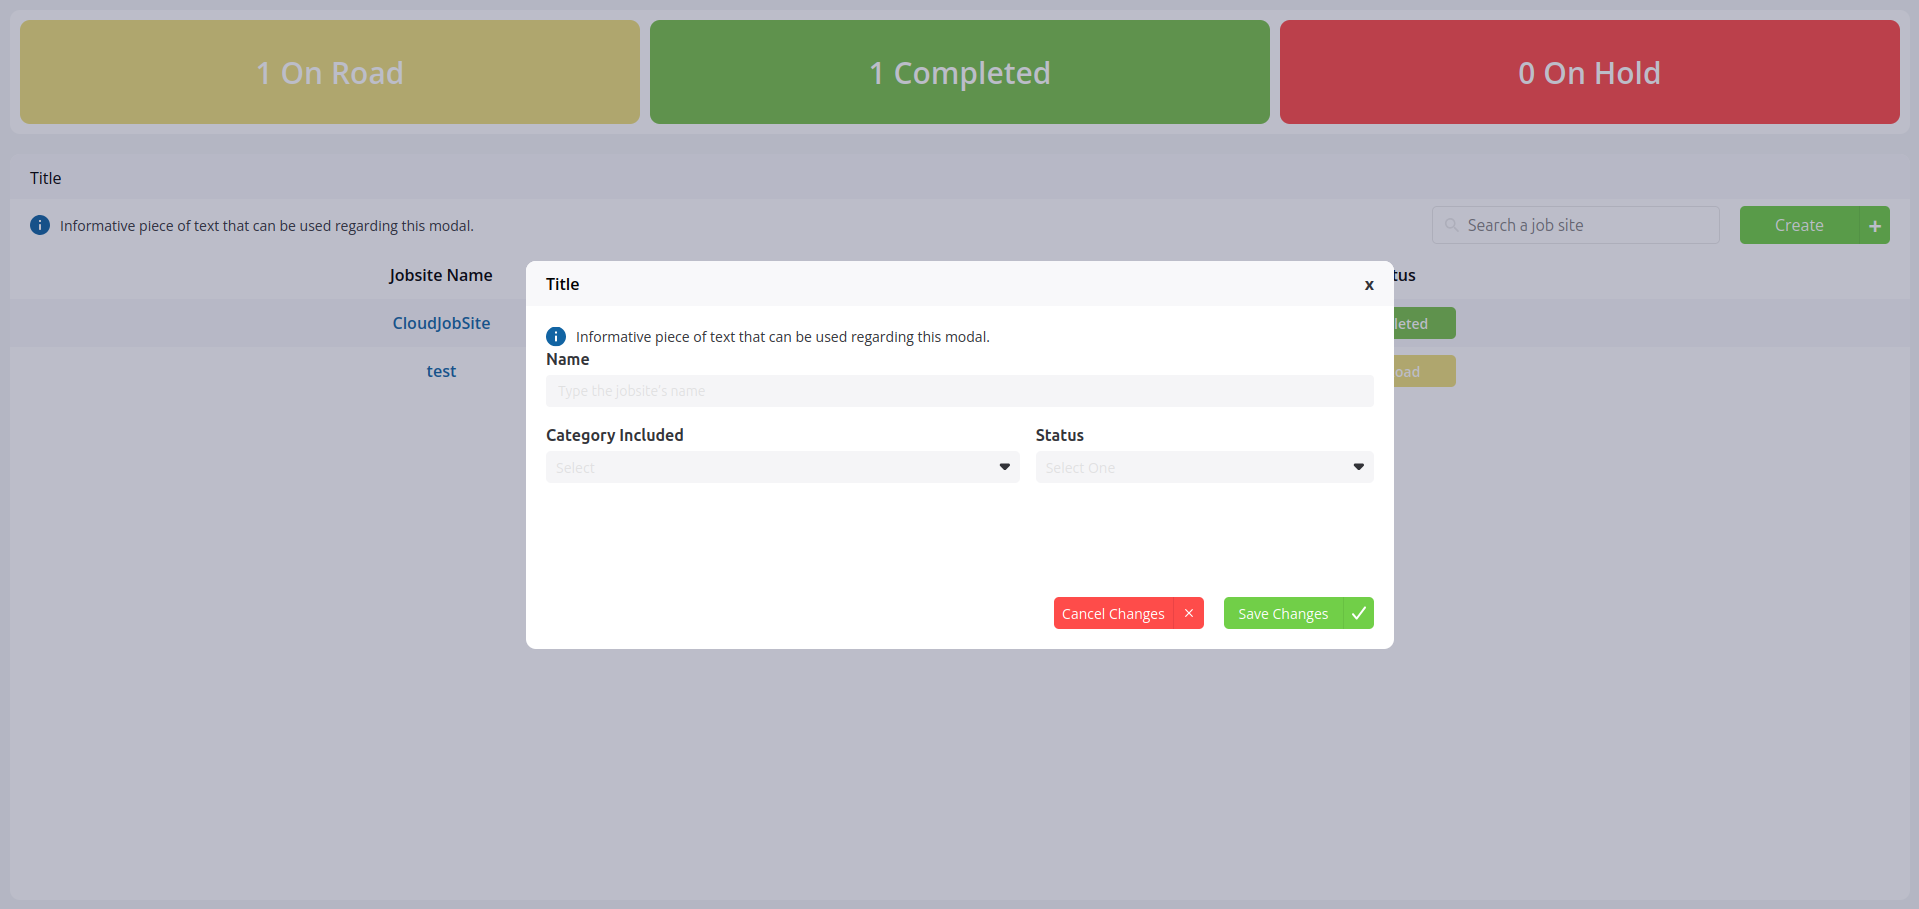 1 On Road
1 Completed
0 On Hold
Title
Informative piece of text that can be used regarding this modal.
Search a job site
Create +
Jobsite Name
tus
CloudJobSite
leted
test
oad
Title
x
Informative piece of text that can be used regarding this modal.
Name
Type the jobsite's name
Category Included
Status
Select
Select One
Cancel Changes ×
Save Changes